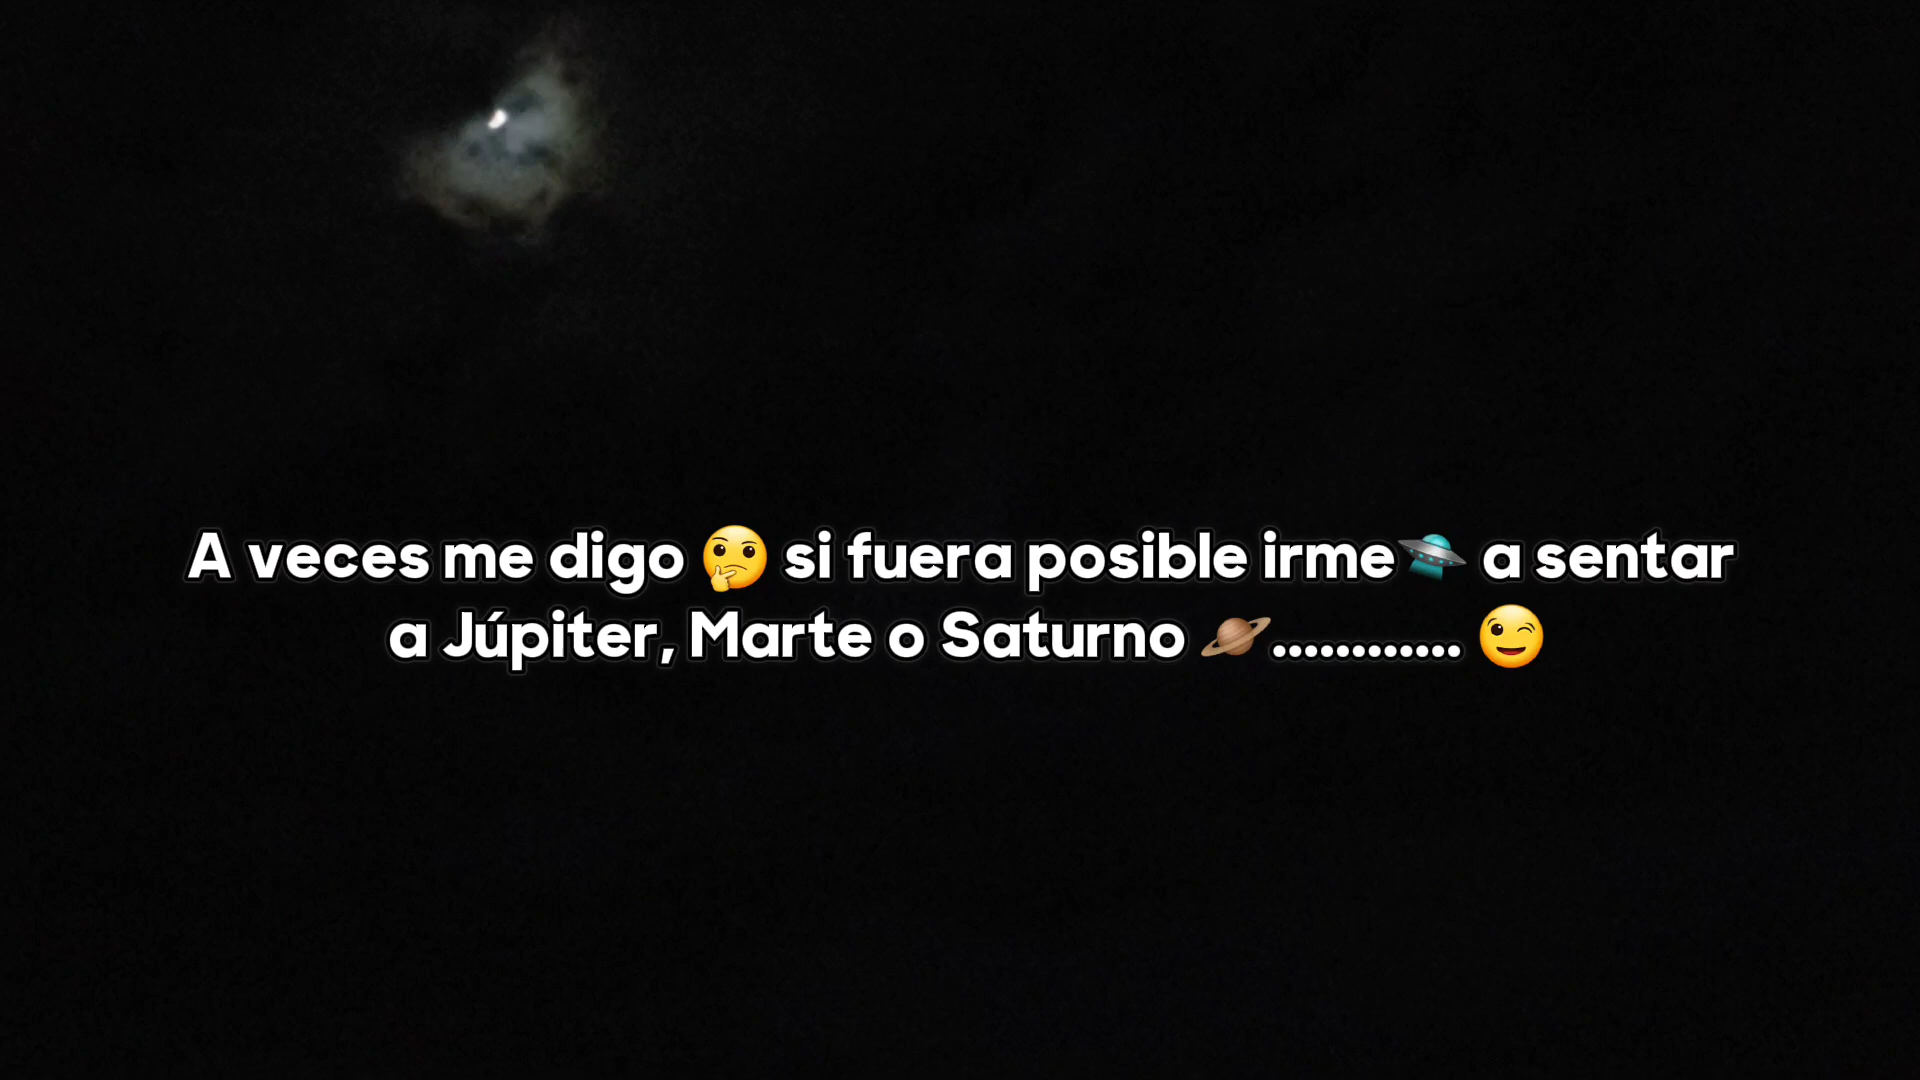 A veces me digo 🤔 si fuera posible irme🛸 a sentar
a Júpiter, Marte o Saturno 🪐............ 😉